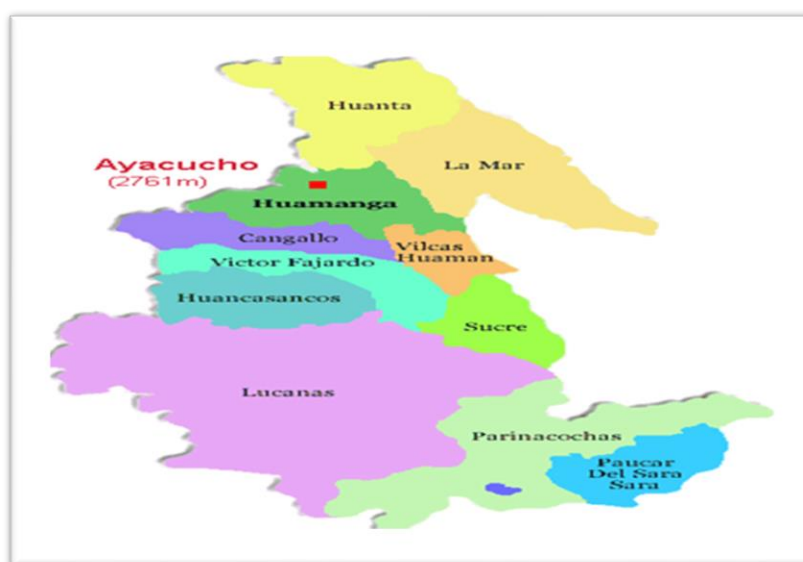 Huanta
La Mar
Ayacucho
(2761m)
Huamanga
Cangallo
Vilcas
Huaman
Victor Fajardo
Huancasancos
Sucre
Lucanas
Parinacochas
Paucar
Del Sara
Sara